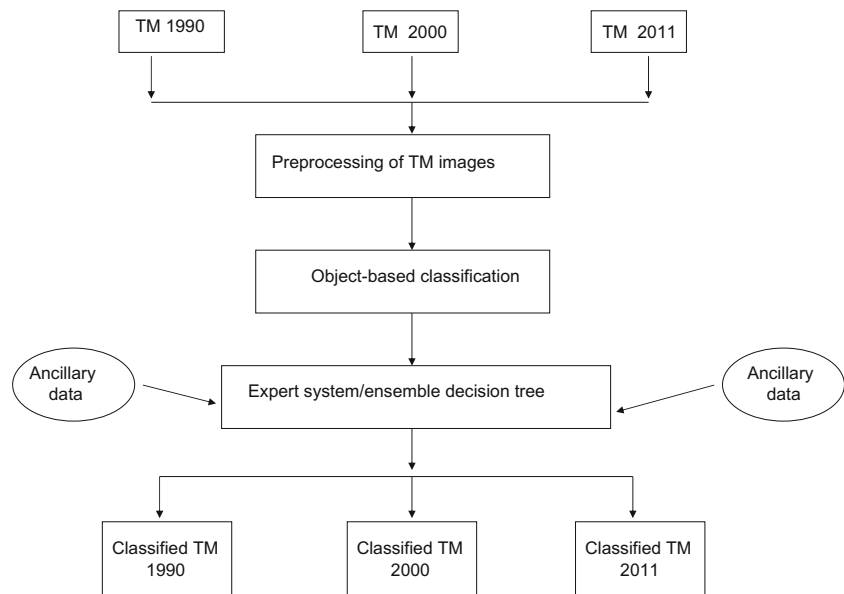 TM 1990
TM 2000
TM 2011
Preprocessing of TM images
Object-based classification
Ancillary
data
Expert system/ensemble decision tree
Ancillary
data
Classified TM
1990
Classified TM
2000
Classified TM
2011